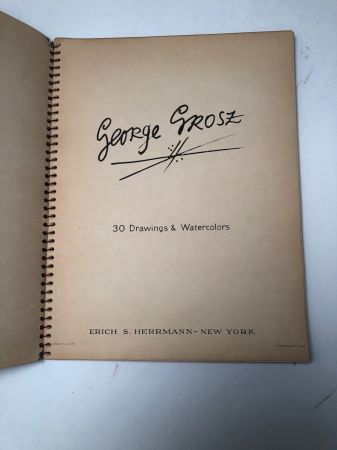 George GROSZ
30 Drawings & Watercolors
ERICH S. HERRMANN–NEW YORK